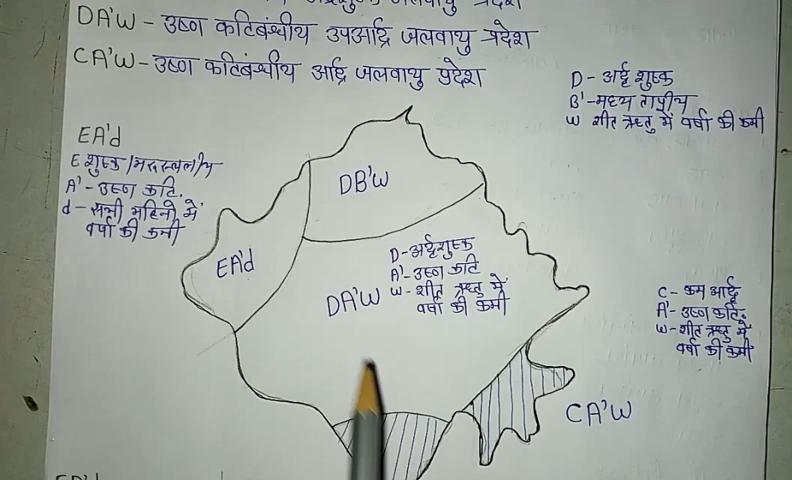 जलवायु प्रदेश
DA'W - उष्ण कटिबंधीय उपआर्द्र जलवायु प्रदेश
CA'W - उष्ण कटिबंधीय आर्द्र जलवायु प्रदेश
D - अर्द्ध शुष्क
B' - मध्य तापीय
W शीत ऋतु में वर्षा की कमी
EA'd
E शुष्क/मरुस्थलीय
A' - उष्ण कटि.
d - सभी महिनों में
वर्षा की कमी
DB'W
EA'd
D - अर्द्धशुष्क
A' - उष्ण कटि
W - शीत ऋतु में
वर्षा की कमी
DA'W
C - कम आर्द्र
A' - उष्ण कटि.
W - शीत ऋतु में
वर्षा की कमी
CA'W